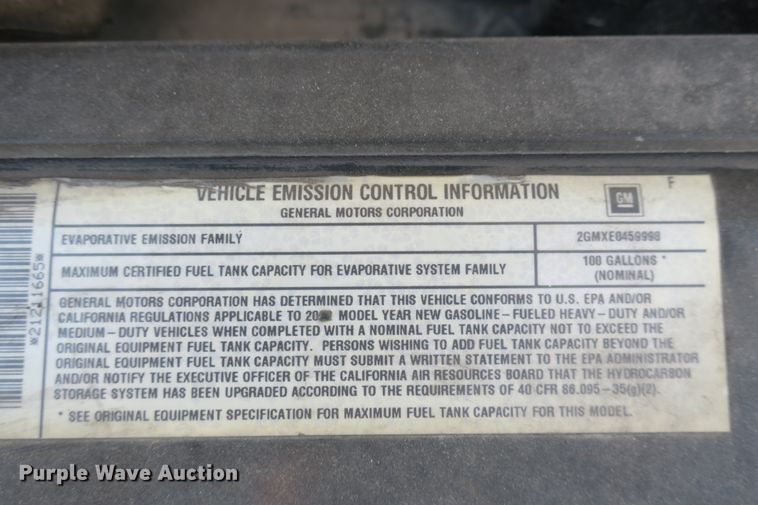 VEHICLE EMISSION CONTROL INFORMATION
GENERAL MOTORS CORPORATION
GM
F
EVAPORATIVE EMISSION FAMILY
2GMXE0459998
MAXIMUM CERTIFIED FUEL TANK CAPACITY FOR EVAPORATIVE SYSTEM FAMILY
100 GALLONS *
(NOMINAL)
GENERAL MOTORS CORPORATION HAS DETERMINED THAT THIS VEHICLE CONFORMS TO U.S. EPA AND/OR
CALIFORNIA REGULATIONS APPLICABLE TO MODEL YEAR NEW GASOLINE-FUELED HEAVY-DUTY AND/OR
MEDIUM-DUTY VEHICLES WHEN COMPLETED WITH A NOMINAL FUEL TANK CAPACITY NOT TO EXCEED THE
ORIGINAL EQUIPMENT FUEL TANK CAPACITY. PERSONS WISHING TO ADD FUEL TANK CAPACITY BEYOND THE
ORIGINAL EQUIPMENT FUEL TANK CAPACITY MUST SUBMIT A WRITTEN STATEMENT TO THE EPA ADMINISTRATOR
AND/OR NOTIFY THE EXECUTIVE OFFICER OF THE CALIFORNIA AIR RESOURCES BOARD THAT THE HYDROCARBON
STORAGE SYSTEM HAS BEEN UPGRADED ACCORDING TO THE REQUIREMENTS OF 40 CFR 86.095-35(g)(2).
* SEE ORIGINAL EQUIPMENT SPECIFICATION FOR MAXIMUM FUEL TANK CAPACITY FOR THIS MODEL.
*21211665*
Purple Wave Auction